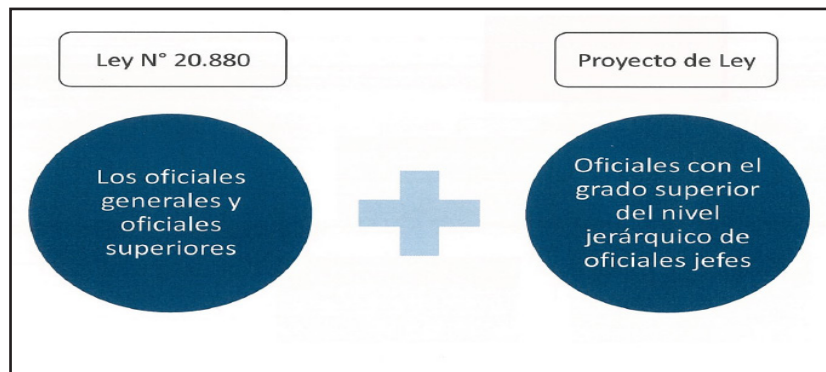 Ley N° 20.880
Proyecto de Ley
Los oficiales
generales y
oficiales
superiores
Oficiales con el
grado superior
del nivel
jerárquico de
oficiales jefes